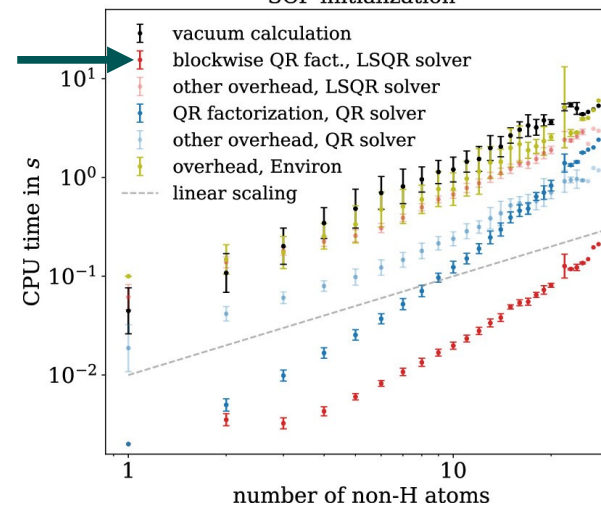 SCF initialization
vacuum calculation
blockwise QR fact., LSQR solver
other overhead, LSQR solver
QR factorization, QR solver
other overhead, QR solver
overhead, Environ
linear scaling
CPU time in s
10¹
10⁰
10⁻¹
10⁻²
1
10
number of non-H atoms